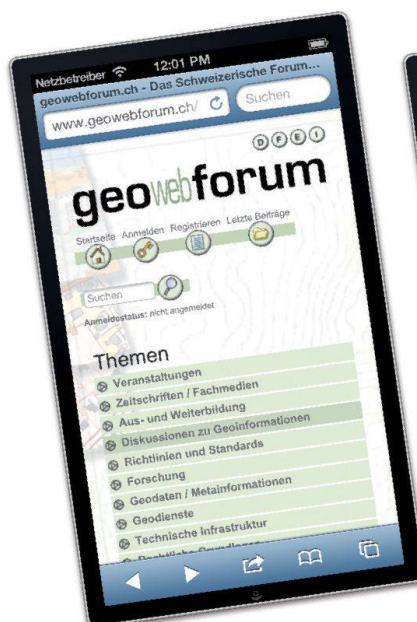 Netzbetreiber 12:01 PM
geowebforum.ch - Das Schweizerische Forum...
www.geowebforum.ch/ Suchen
D F E I
geowebforum
Startseite Anmelden Registrieren Letzte Beiträge
Suchen
Anmeldestatus: nicht angemeldet
Themen
Veranstaltungen
Zeitschriften / Fachmedien
Aus- und Weiterbildung
Diskussionen zu Geoinformationen
Richtlinien und Standards
Forschung
Geodaten / Metainformationen
Geodienste
Technische Infrastruktur
Rechtliche Grundlagen